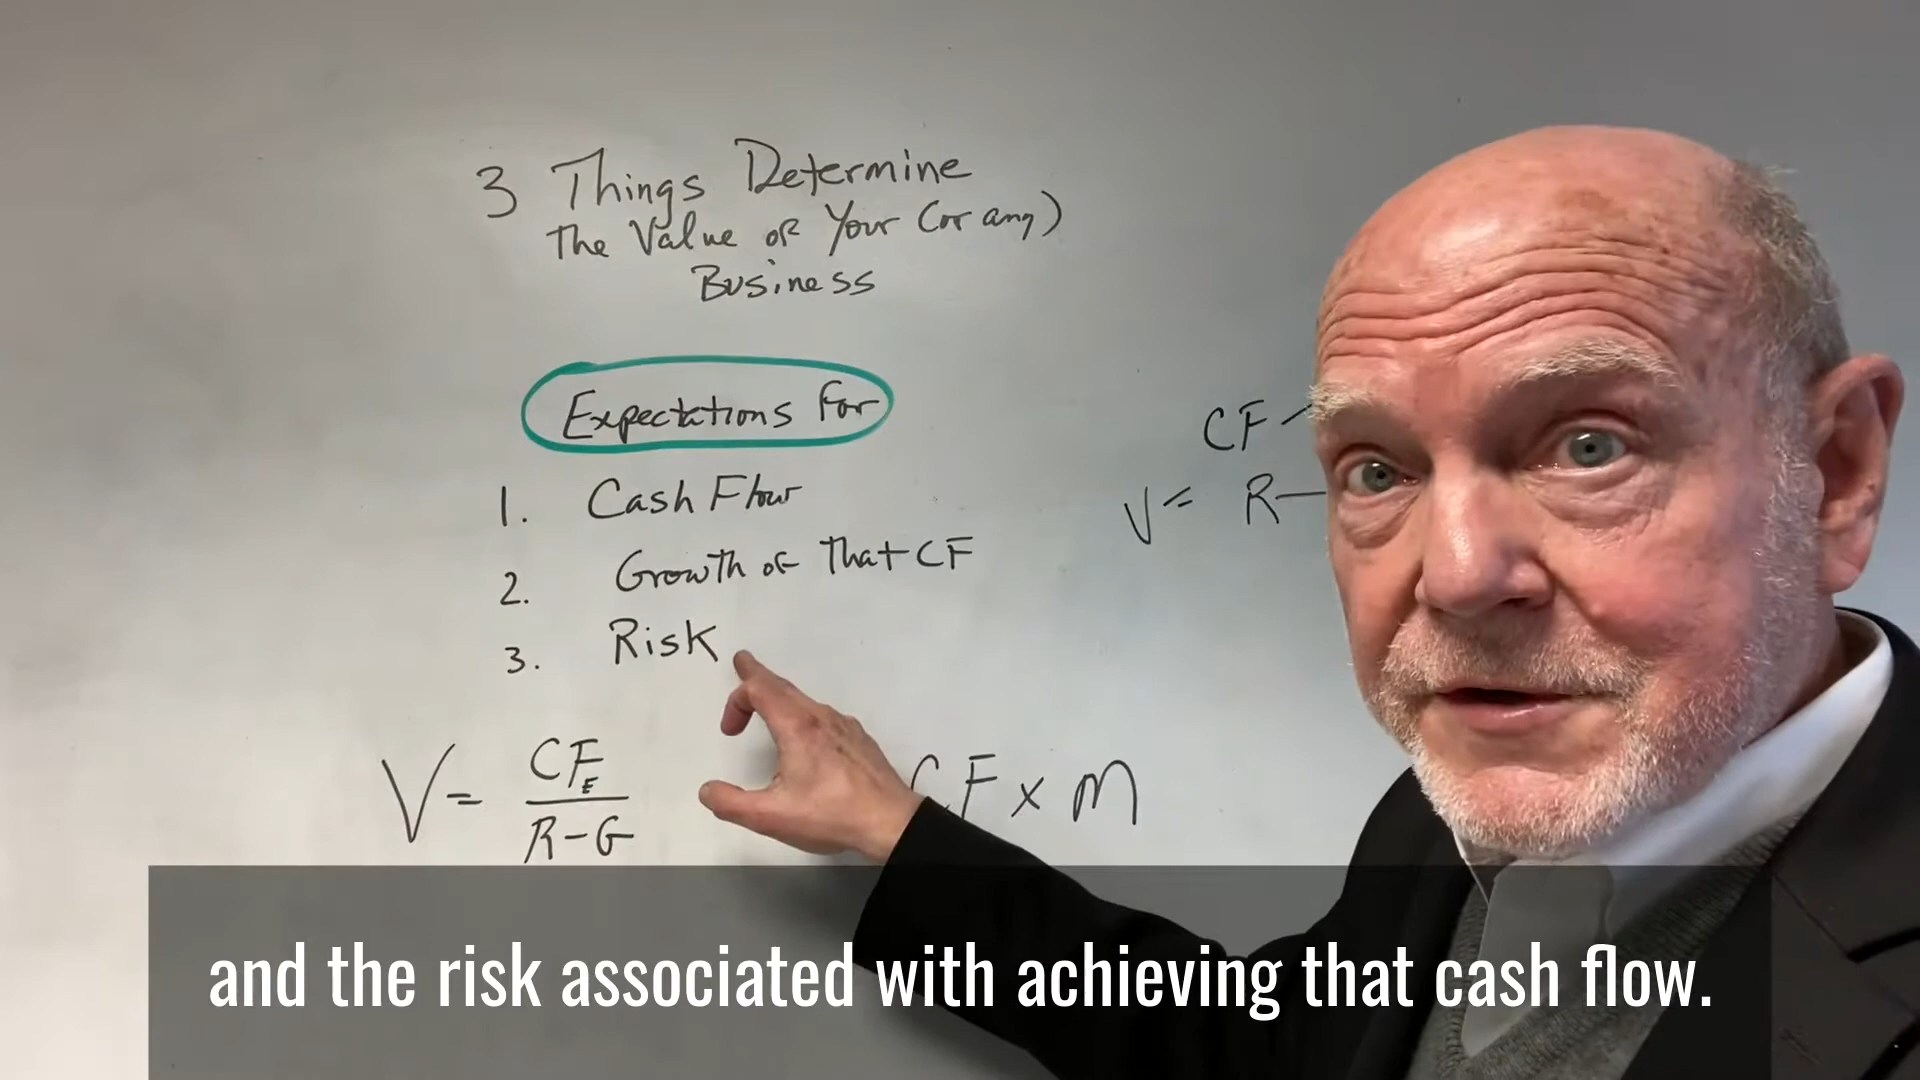 3 Things Determine
the Value of Your (or any)
Business
Expectations for
1. Cash Flow
2. Growth of that CF
3. Risk
CF
V = R-
V = CFE
R-G
CF x M
and the risk associated with achieving that cash flow.